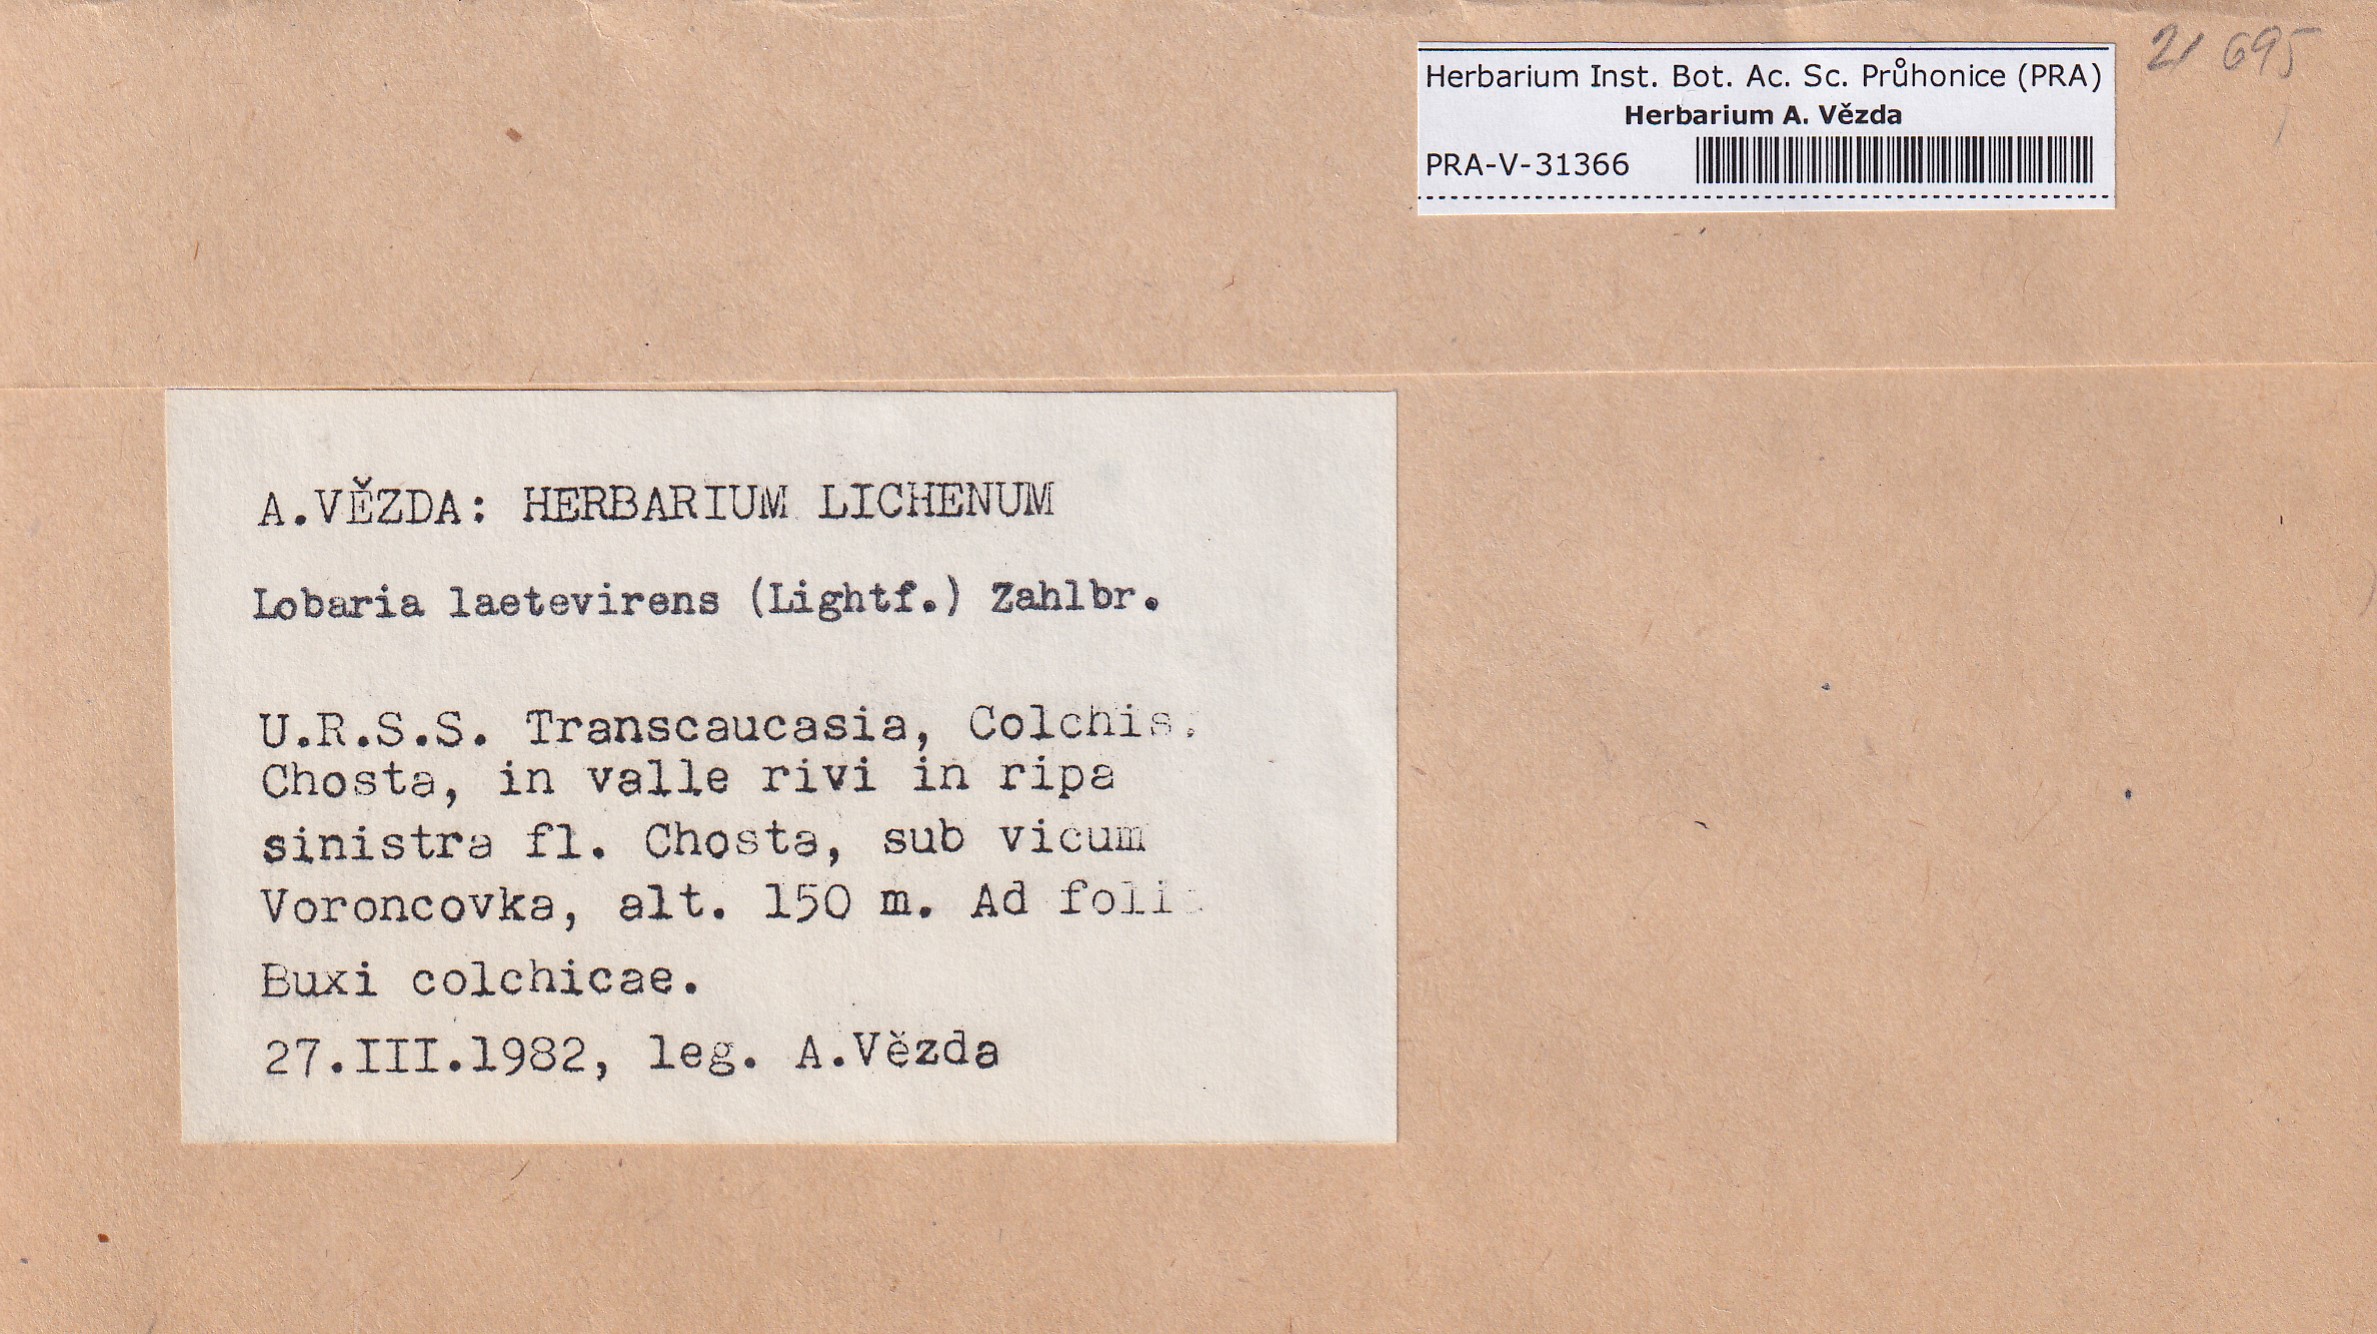 21 695
Herbarium Inst. Bot. Ac. Sc. Průhonice (PRA)
Herbarium A. Vězda
PRA-V-31366
A.VĚZDA: HERBARIUM LICHENUM
Lobaria laetevirens (Lightf.) Zahlbr.
U.R.S.S. Transcaucasia, Colchis.
Chosta, in valle rivi in ripa
sinistra fl. Chosta, sub vicum
Voroncovka, alt. 150 m. Ad
Buxi colchicae.
27.III.1982, leg. A.Vězda